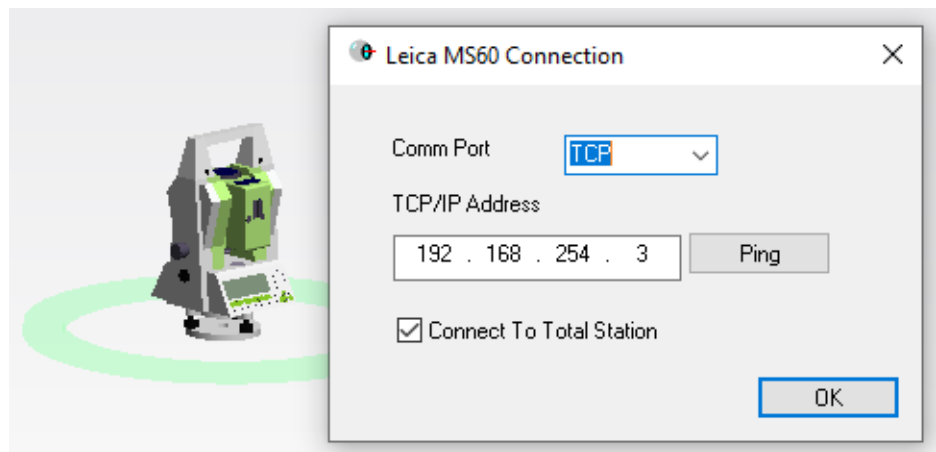 Leica MS60 Connection
Comm Port TCP
TCP/IP Address
192 . 168 . 254 . 3 Ping
Connect To Total Station
OK